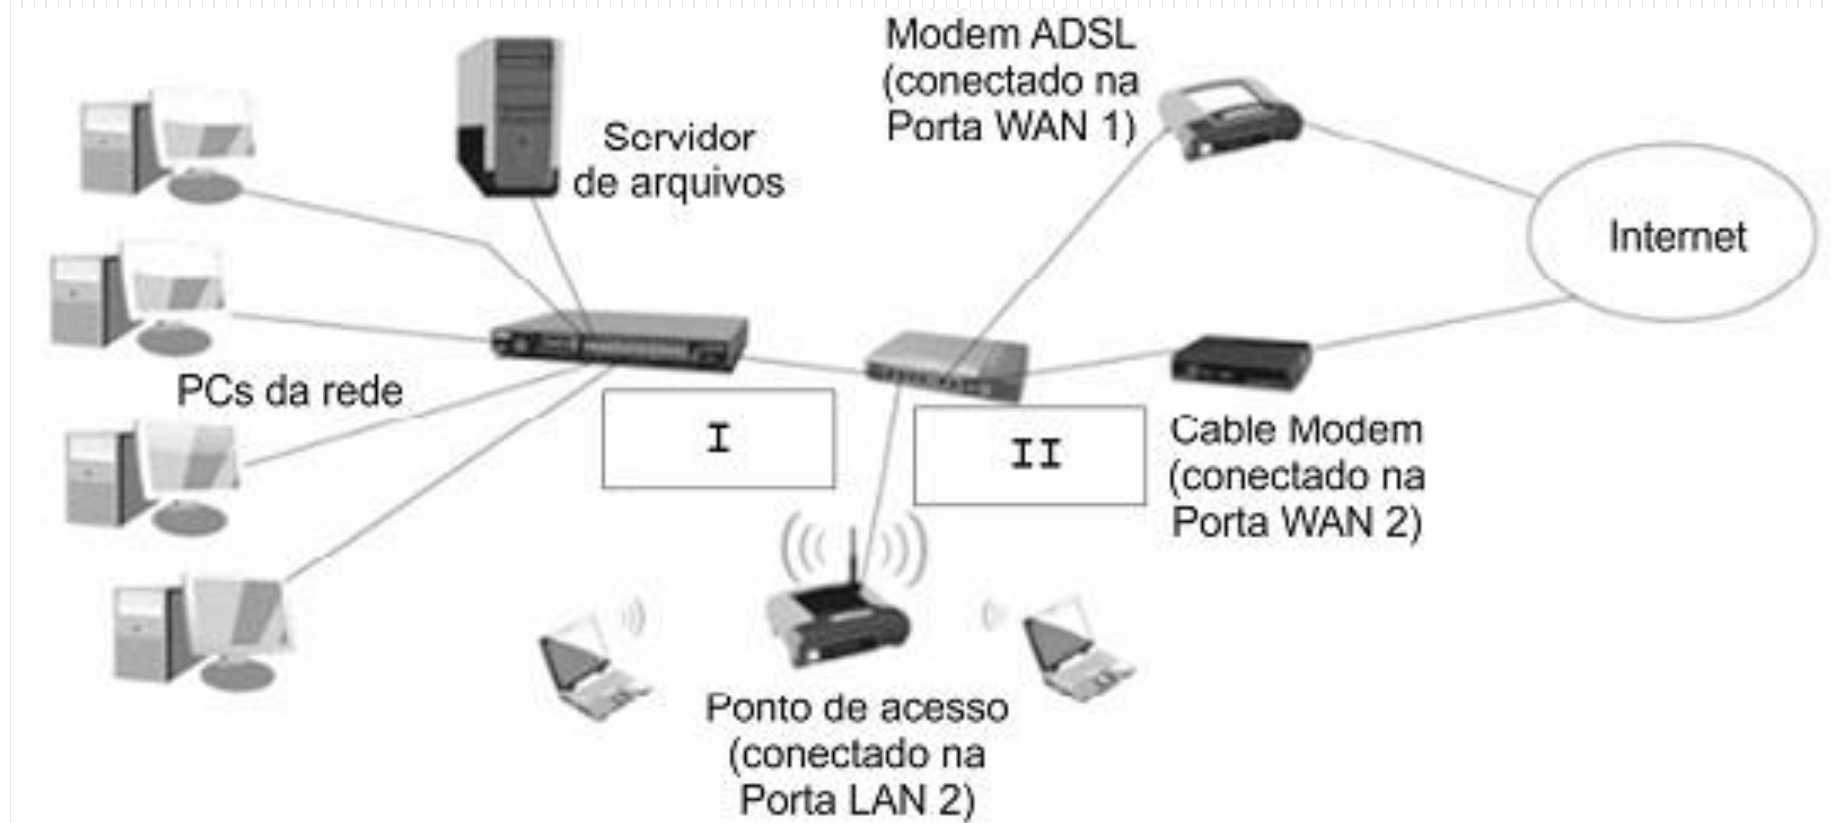 Modem ADSL
(conectado na
Porta WAN 1)
Servidor
de arquivos
Internet
PCs da rede
I
II
Cable Modem
(conectado na
Porta WAN 2)
Ponto de acesso
(conectado na
Porta LAN 2)